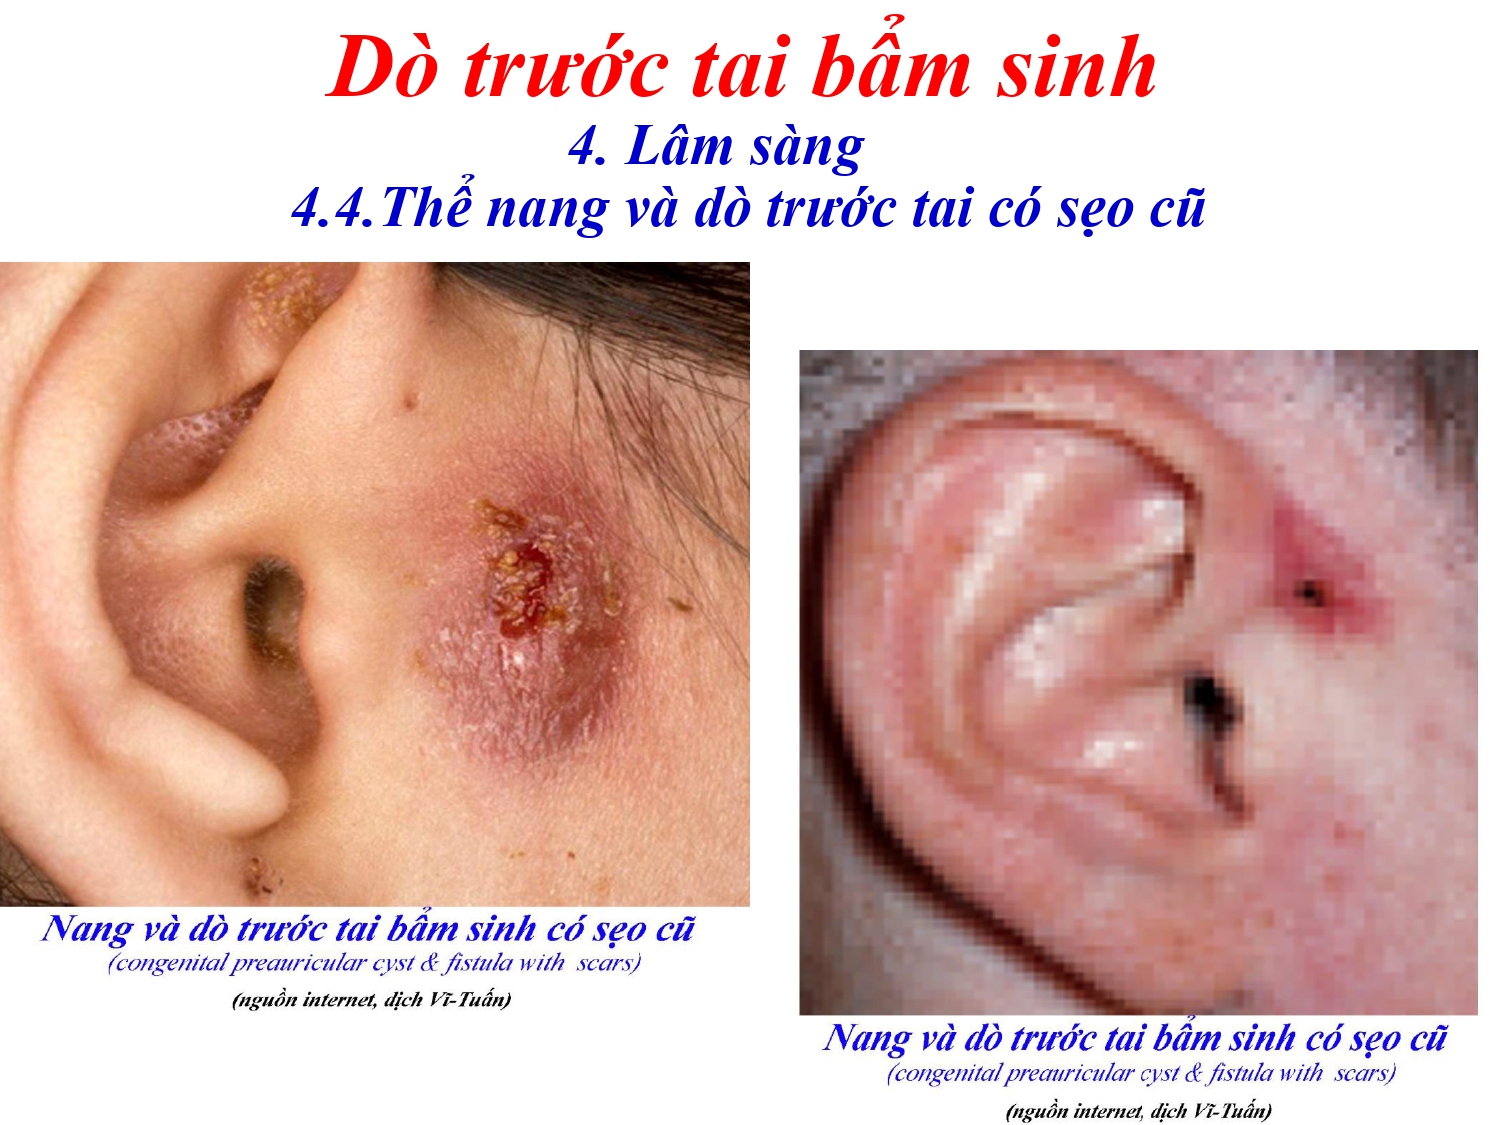 Dò trước tai bẩm sinh
4. Lâm sàng
4.4.Thể nang và dò trước tai có sẹo cũ
Nang và dò trước tai bẩm sinh có sẹo cũ
(congenital preauricular cyst & fistula with scars)
(nguồn internet, dịch Vĩ-Tuấn)
Nang và dò trước tai bẩm sinh có sẹo cũ
(congenital preauricular cyst & fistula with scars)
(nguồn internet, dịch Vĩ-Tuấn)